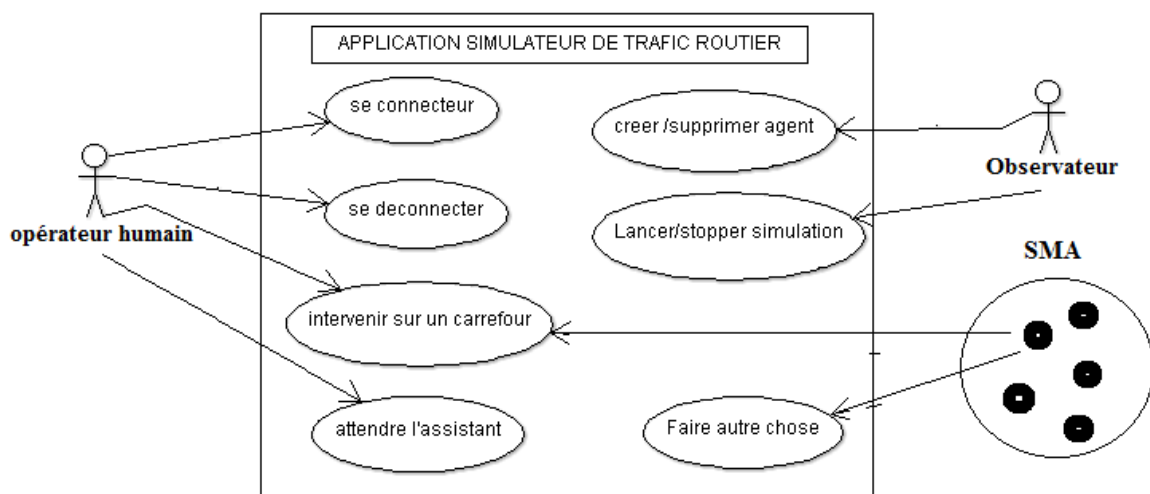 APPLICATION SIMULATEUR DE TRAFIC ROUTIER
se connecteur
creer /supprimer agent
Observateur
se deconnecter
opérateur humain
Lancer/stopper simulation
SMA
intervenir sur un carrefour
attendre l'assistant
Faire autre chose